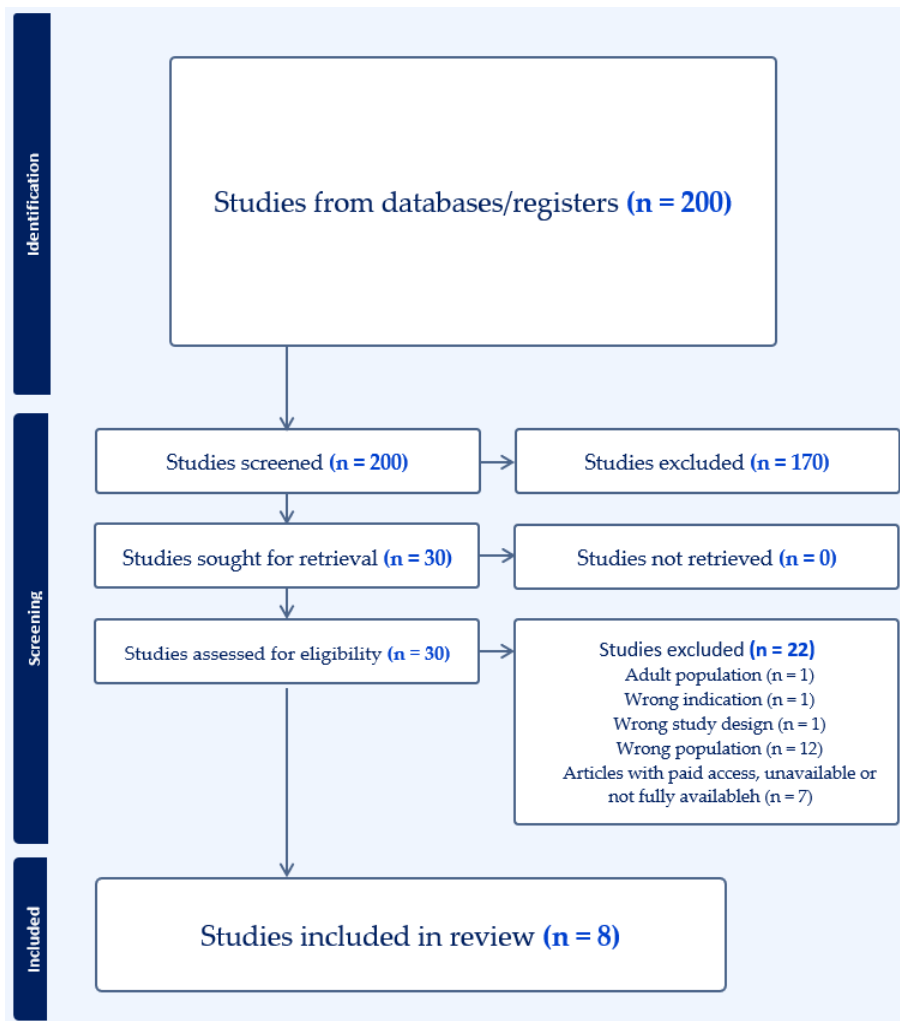 Identification
Studies from databases/registers (n = 200)
Screening
Studies screened (n = 200)
Studies excluded (n = 170)
Studies sought for retrieval (n = 30)
Studies not retrieved (n = 0)
Studies assessed for eligibility (n = 30)
Studies excluded (n = 22)
Adult population (n = 1)
Wrong indication (n = 1)
Wrong study design (n = 1)
Wrong population (n = 12)
Articles with paid access, unavailable or
not fully availableh (n = 7)
Included
Studies included in review (n = 8)